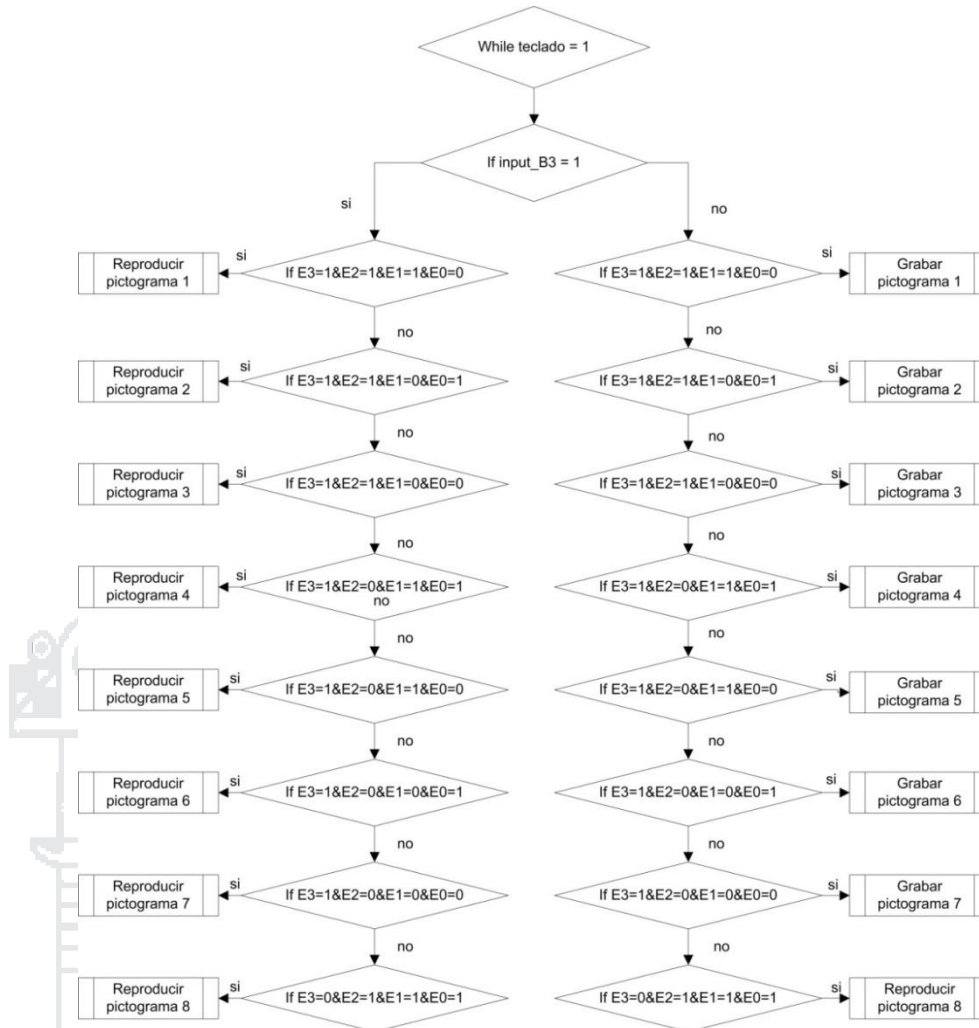 While teclado = 1
If input_B3 = 1
si
no
Reproducir
pictograma 1
si
If E3=1&E2=1&E1=1&E0=0
If E3=1&E2=1&E1=1&E0=0
si
Grabar
pictograma 1
no
no
Reproducir
pictograma 2
si
If E3=1&E2=1&E1=0&E0=1
If E3=1&E2=1&E1=0&E0=1
si
Grabar
pictograma 2
no
no
Reproducir
pictograma 3
si
If E3=1&E2=1&E1=0&E0=0
If E3=1&E2=1&E1=0&E0=0
si
Grabar
pictograma 3
no
no
Reproducir
pictograma 4
si
If E3=1&E2=0&E1=1&E0=1
no
If E3=1&E2=0&E1=1&E0=1
si
Grabar
pictograma 4
no
no
Reproducir
pictograma 5
si
If E3=1&E2=0&E1=1&E0=0
If E3=1&E2=0&E1=1&E0=0
si
Grabar
pictograma 5
no
no
Reproducir
pictograma 6
si
If E3=1&E2=0&E1=0&E0=1
If E3=1&E2=0&E1=0&E0=1
si
Grabar
pictograma 6
no
no
Reproducir
pictograma 7
si
If E3=1&E2=0&E1=0&E0=0
If E3=1&E2=0&E1=0&E0=0
si
Grabar
pictograma 7
no
no
Reproducir
pictograma 8
si
If E3=0&E2=1&E1=1&E0=1
If E3=0&E2=1&E1=1&E0=1
si
Reproducir
pictograma 8